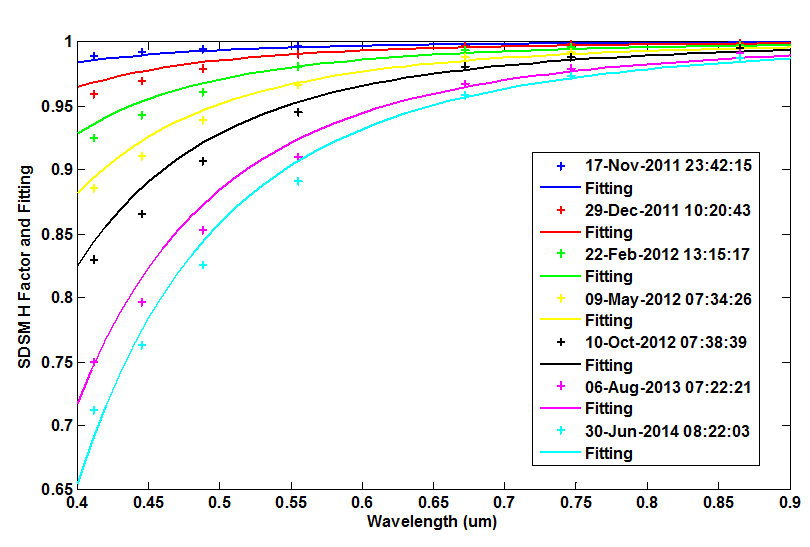 1
0.95
0.9
0.85
0.8
0.75
0.7
0.65
SDSM H Factor and Fitting
17-Nov-2011 23:42:15
Fitting
29-Dec-2011 10:20:43
Fitting
22-Feb-2012 13:15:17
Fitting
09-May-2012 07:34:26
Fitting
10-Oct-2012 07:38:39
Fitting
06-Aug-2013 07:22:21
Fitting
30-Jun-2014 08:22:03
Fitting
0.4 0.45 0.5 0.55 0.6 0.65 0.7 0.75 0.8 0.85 0.9
Wavelength (um)